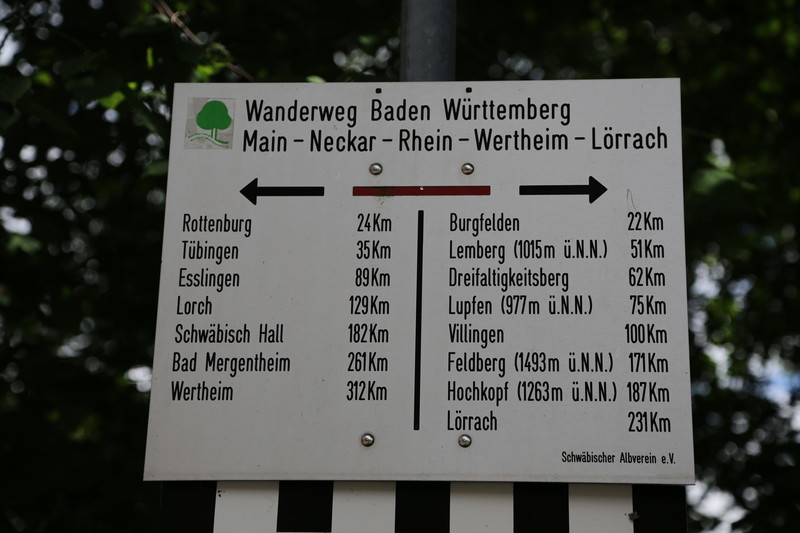 Wanderweg Baden Württemberg
Main – Neckar – Rhein – Wertheim – Lörrach
Rottenburg 24 Km
Tübingen 35 Km
Esslingen 89 Km
Lorch 129 Km
Schwäbisch Hall 182 Km
Bad Mergentheim 261 Km
Wertheim 312 Km
Burgfelden 22 Km
Lemberg (1015m ü.N.N.) 51 Km
Dreifaltigkeitsberg 62 Km
Lupfen (977m ü.N.N.) 75 Km
Villingen 100 Km
Feldberg (1493m ü.N.N.) 171 Km
Hochkopf (1263m ü.N.N.) 187 Km
Lörrach 231 Km
Schwäbischer Albverein e.V.